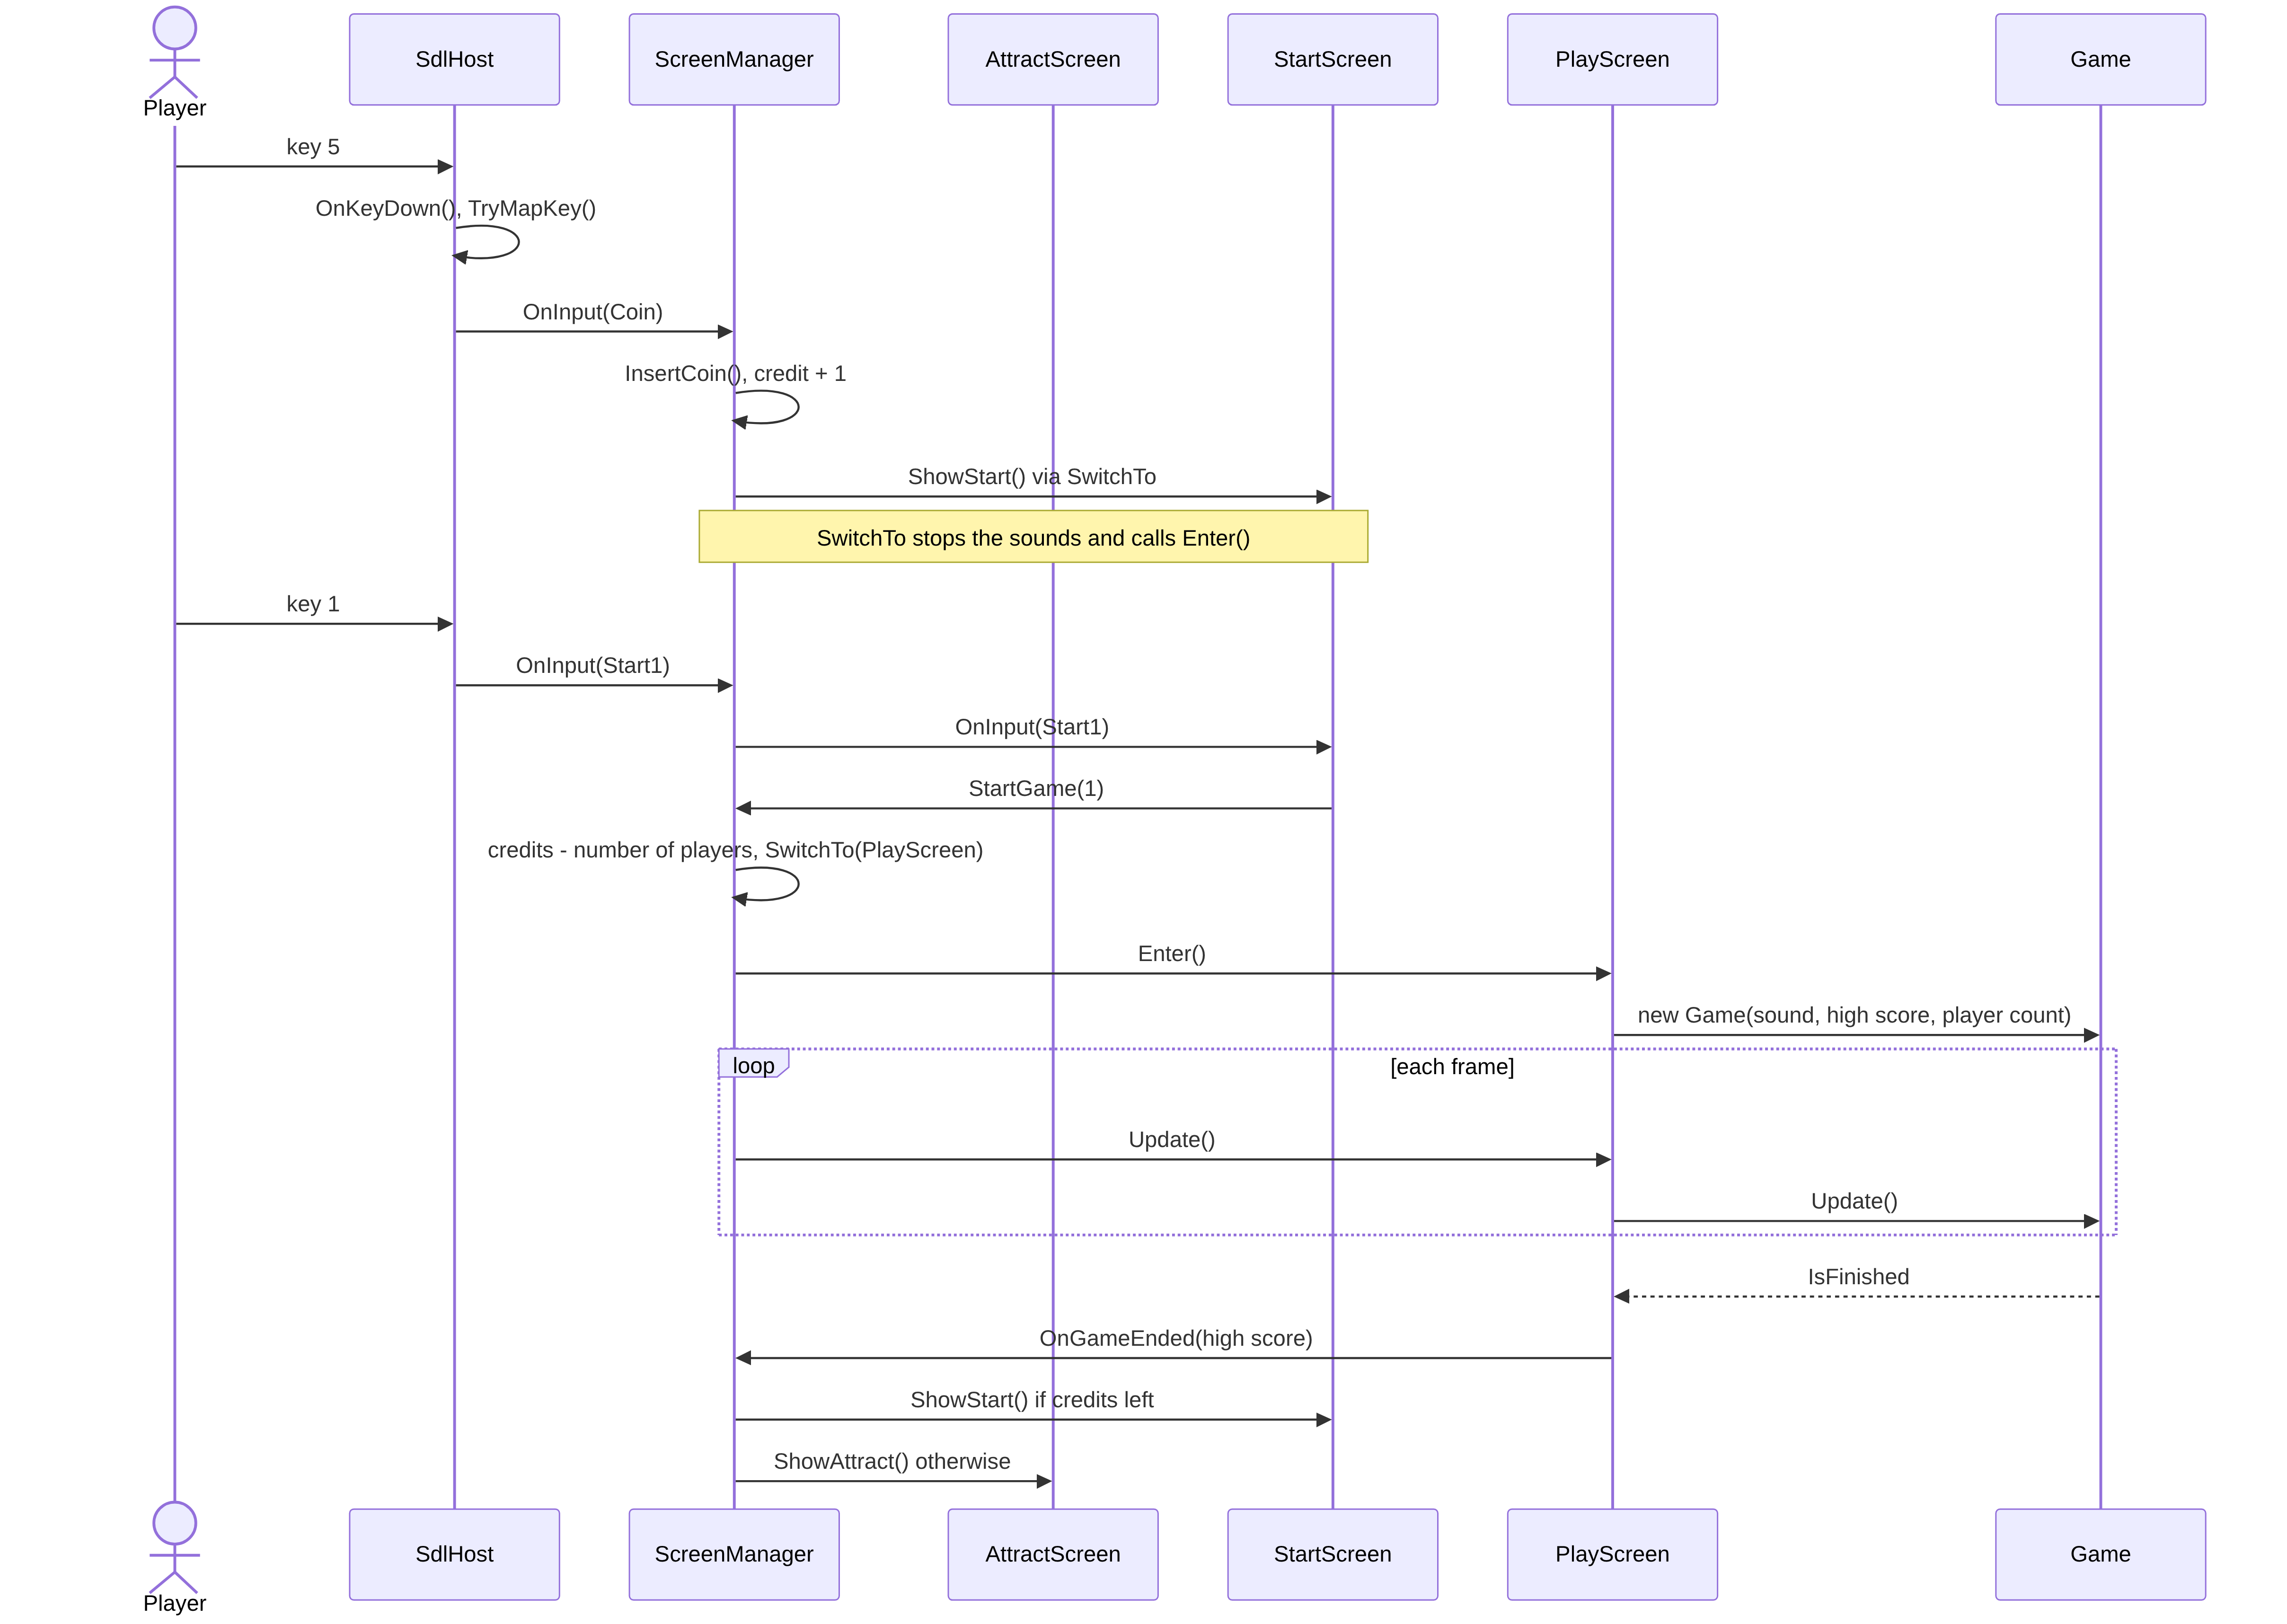 Player
SdlHost
ScreenManager
AttractScreen
StartScreen
PlayScreen
Game
key 5
OnKeyDown(), TryMapKey()
OnInput(Coin)
InsertCoin(), credit + 1
ShowStart() via SwitchTo
SwitchTo stops the sounds and calls Enter()
key 1
OnInput(Start1)
OnInput(Start1)
StartGame(1)
credits - number of players, SwitchTo(PlayScreen)
Enter()
new Game(sound, high score, player count)
loop
[each frame]
Update()
Update()
IsFinished
OnGameEnded(high score)
ShowStart() if credits left
ShowAttract() otherwise
Player
SdlHost
ScreenManager
AttractScreen
StartScreen
PlayScreen
Game